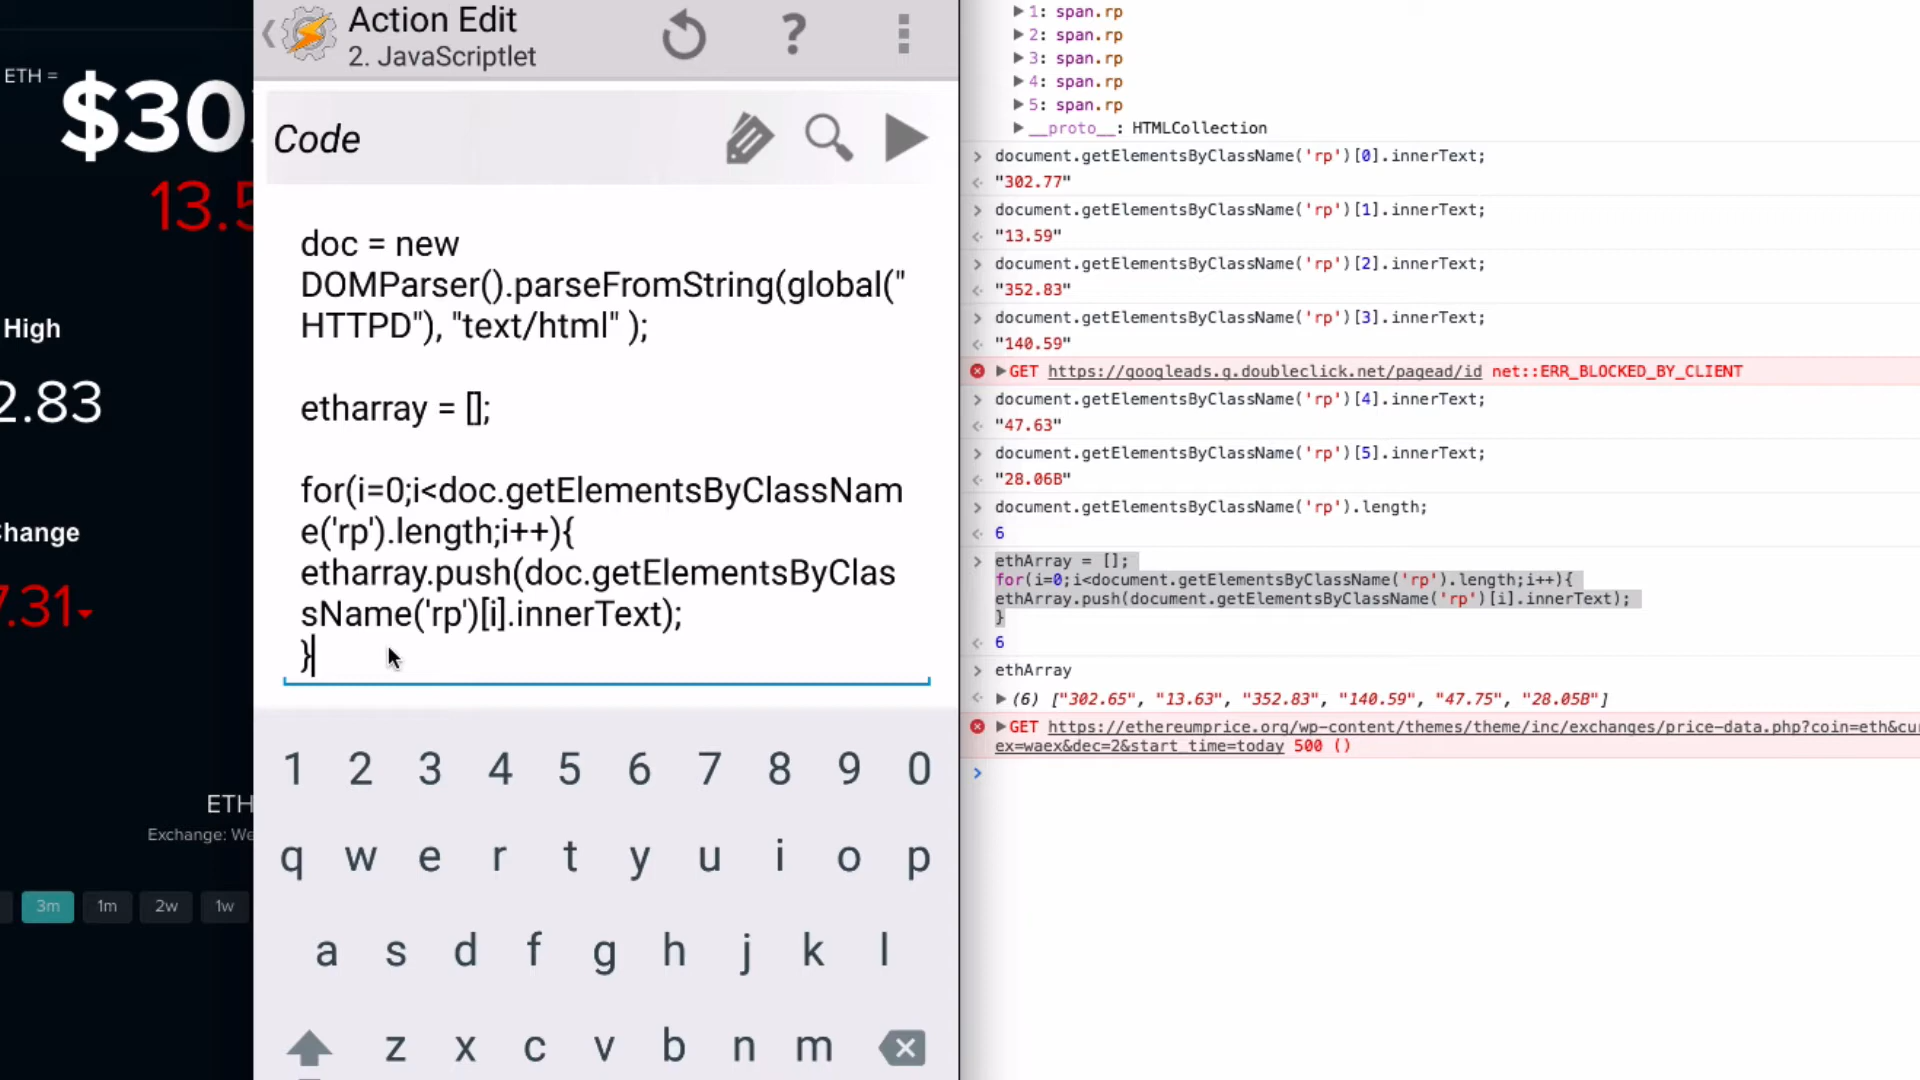 ETH =
$30
13.5
High
2.83
Change
7.31
ETH
Exchange: We
3m
1m
2w
1w
Action Edit
2. JavaScriptlet
?
Code
doc = new
DOMParser().parseFromString(global("
HTTPD"), "text/html" );
etharray = [];
for(i=0;i<doc.getElementsByClassNam
e('rp').length;i++){
etharray.push(doc.getElementsByClas
sName('rp')[i].innerText);
}
1 2 3 4 5 6 7 8 9 0
q w e r t y u i o p
a s d f g h j k l
z x c v b n m
1: span.rp
2: span.rp
3: span.rp
4: span.rp
5: span.rp
__proto__: HTMLCollection
document.getElementsByClassName('rp')[0].innerText;
"302.77"
document.getElementsByClassName('rp')[1].innerText;
"13.59"
document.getElementsByClassName('rp')[2].innerText;
"352.83"
document.getElementsByClassName('rp')[3].innerText;
"140.59"
GET https://googleads.g.doubleclick.net/pagead/id net::ERR_BLOCKED_BY_CLIENT
document.getElementsByClassName('rp')[4].innerText;
"47.63"
document.getElementsByClassName('rp')[5].innerText;
"28.06B"
document.getElementsByClassName('rp').length;
6
ethArray = [];
for(i=0;i<document.getElementsByClassName('rp').length;i++){
ethArray.push(document.getElementsByClassName('rp')[i].innerText);
}
6
ethArray
(6) ["302.65", "13.63", "352.83", "140.59", "47.75", "28.05B"]
GET https://ethereumprice.org/wp-content/themes/theme/inc/exchanges/price-data.php?coin=eth&cu
ex=waex&dec=2&start_time=today 500 ()